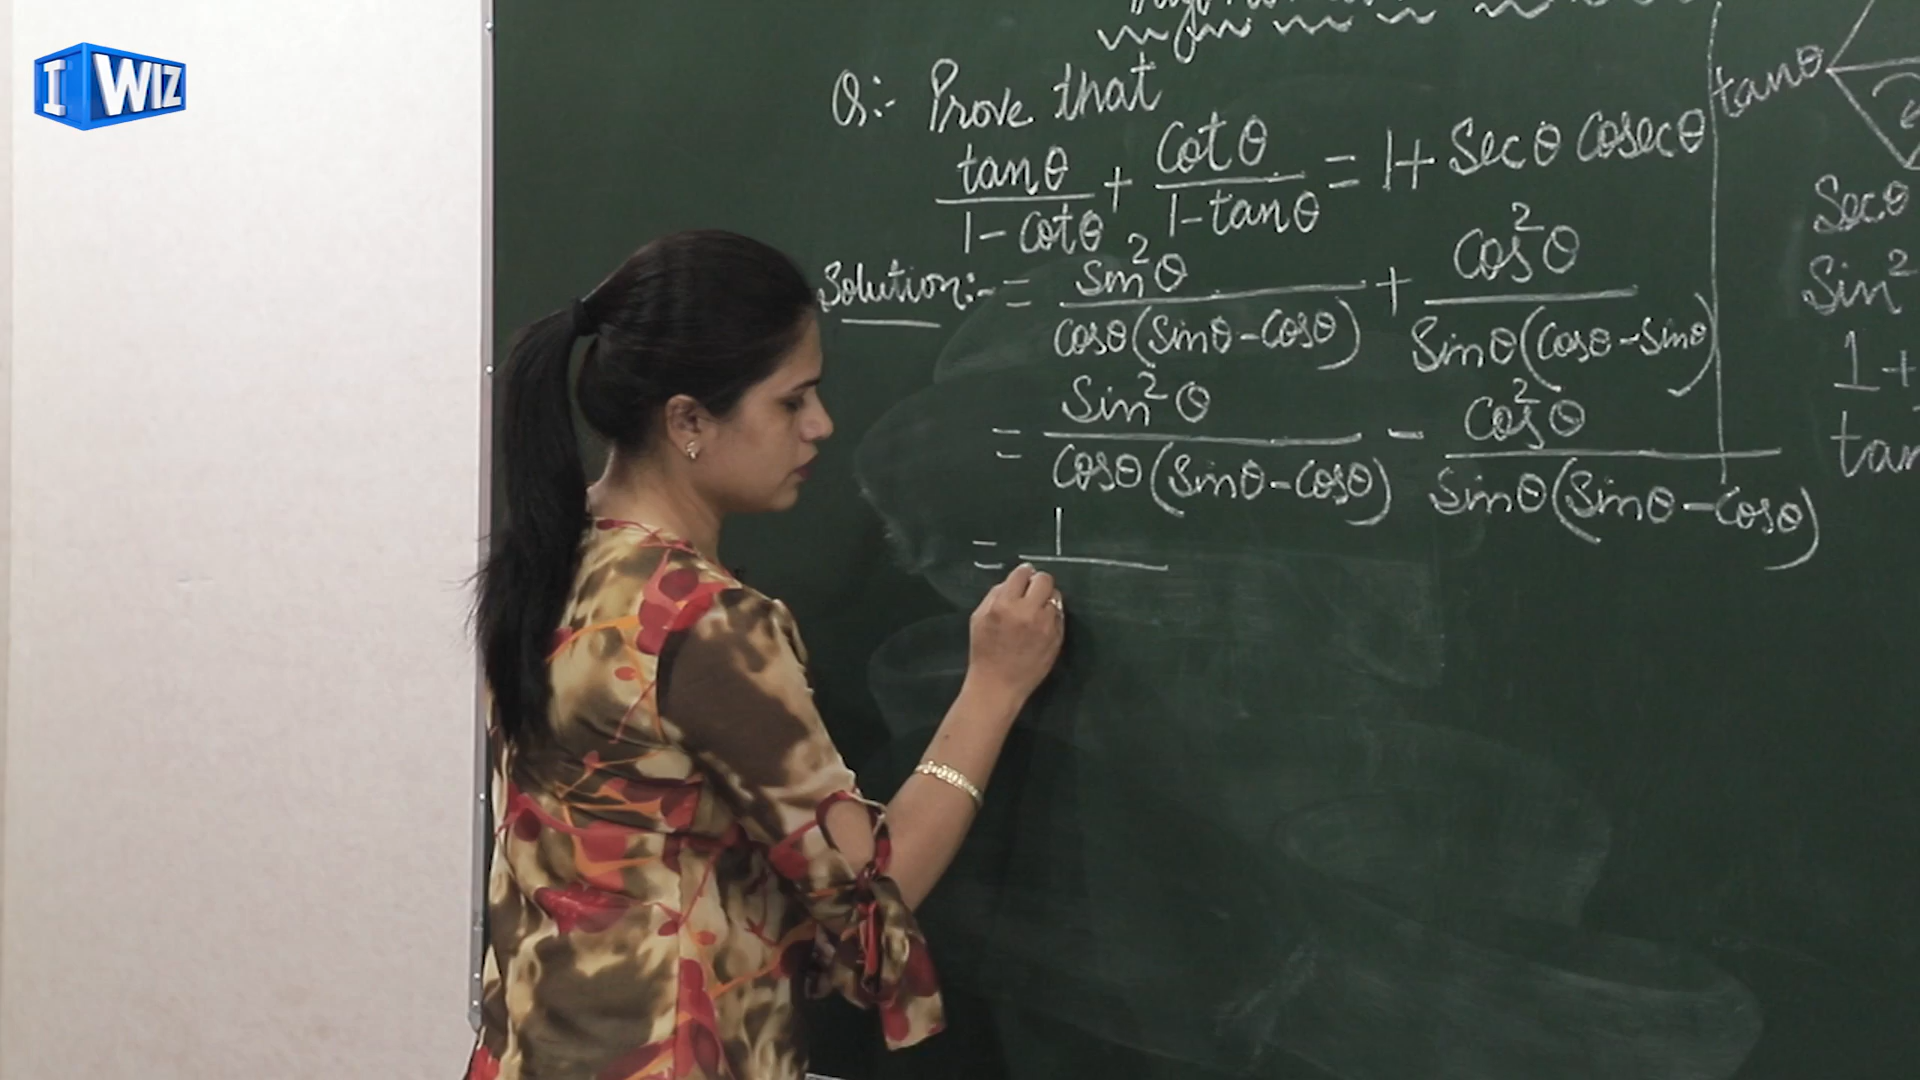 I WIZ
Q:- Prove that
tanθ/(1-cotθ) + cotθ/(1-tanθ) = 1+ Secθ Cosecθ
Solution:- = Sin²θ/(Cosθ(Sinθ-Cosθ)) + Cos²θ/(Sinθ(Cosθ-Sinθ))
= Sin²θ/(Cosθ(Sinθ-Cosθ)) - Cos²θ/(Sinθ(Sinθ-Cosθ))
= 1
tanθ
Secθ
Sin²
1+
tan